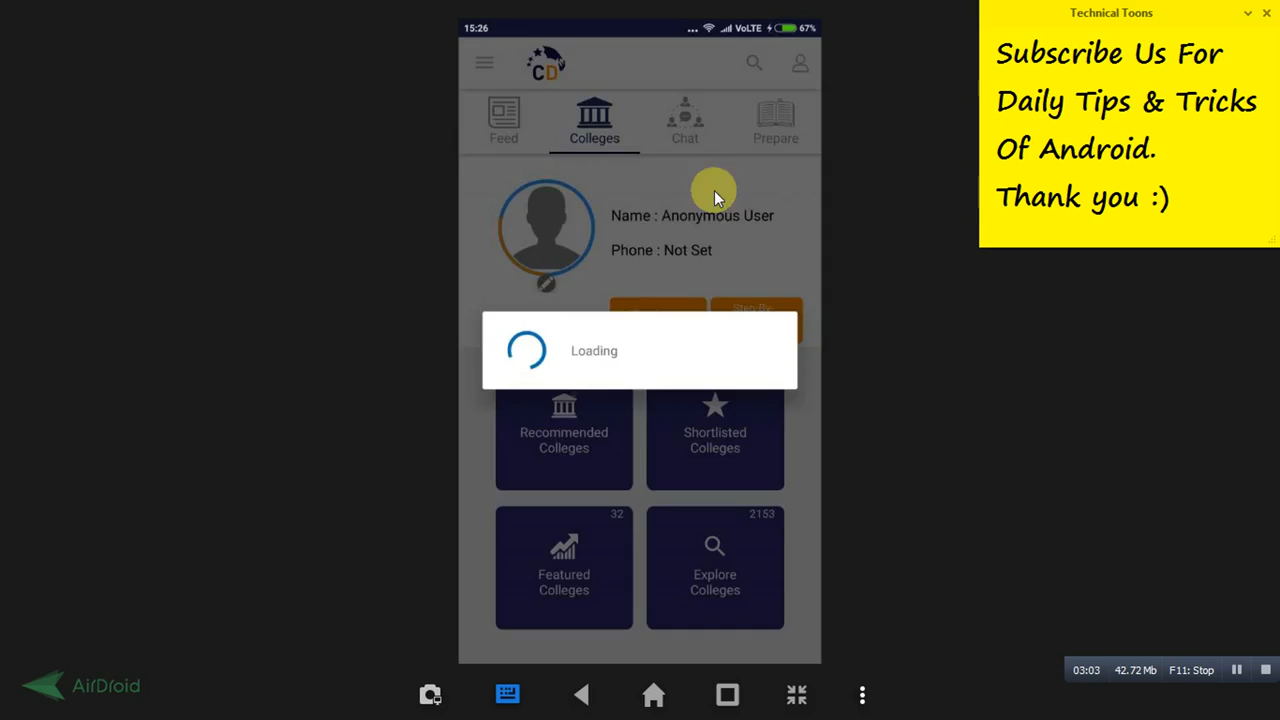 Technical Toons
Subscribe Us For
Daily Tips & Tricks
Of Android.
Thank you :)
15:26
... VoLTE 67%
CD
Feed
Colleges
Chat
Prepare
Name : Anonymous User
Phone : Not Set
Loading
Recommended
Colleges
Shortlisted
Colleges
32
Featured
Colleges
2153
Explore
Colleges
AirDroid
03:03 42.72 Mb F11: Stop